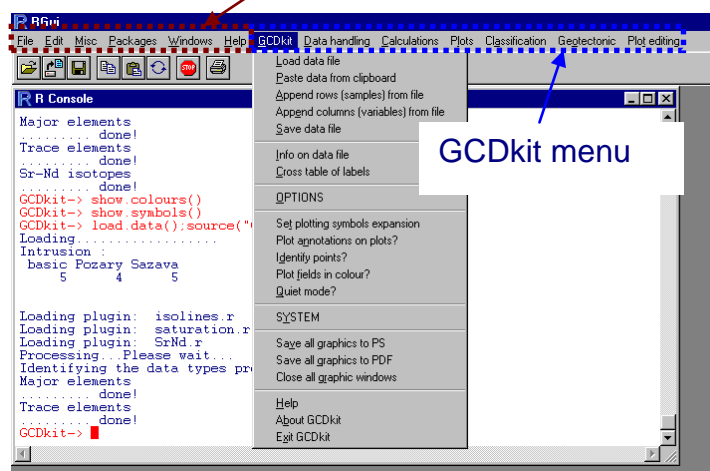 RGui
File Edit Misc Packages Windows Help GCDkit Data handling Calculations Plots Classification Geotectonic Plot editing
STOP
R Console
Major elements
.......... done!
Trace elements
.......... done!
Sr-Nd isotopes
.......... done!
GCDkit-> show.colours()
GCDkit-> show.symbols()
GCDkit-> load.data();source("
Loading..................
Intrusion :
basic Pozary Sazava
5 4 5
Loading plugin: isolines.r
Loading plugin: saturation.r
Loading plugin: SrNd.r
Processing...Please wait...
Identifying the data types pr
Major elements
.......... done!
Trace elements
.......... done!
GCDkit->
Load data file
Paste data from clipboard
Append rows (samples) from file
Append columns (variables) from file
Save data file
Info on data file
Cross table of labels
OPTIONS
Set plotting symbols expansion
Plot annotations on plots?
Identify points?
Plot fields in colour?
Quiet mode?
SYSTEM
Save all graphics to PS
Save all graphics to PDF
Close all graphic windows
Help
About GCDkit
Exit GCDkit
GCDkit menu